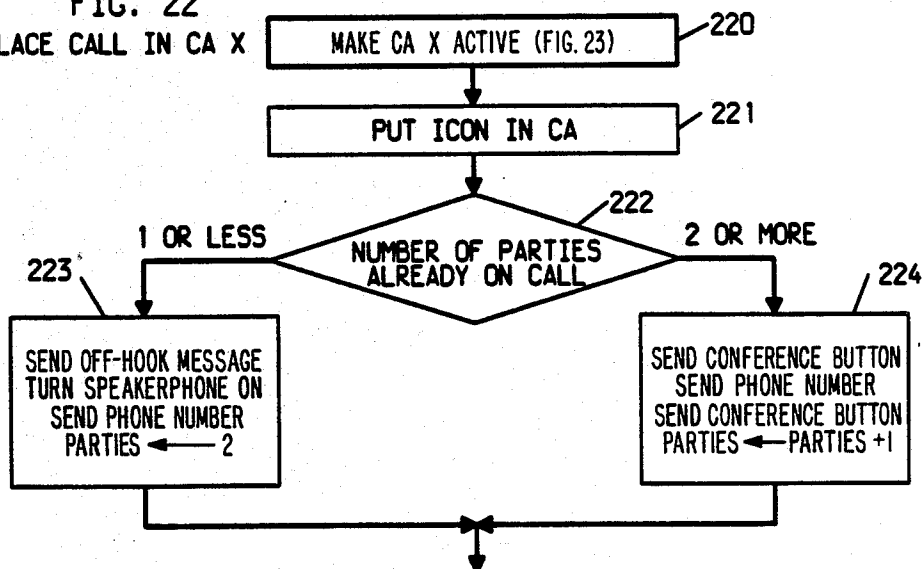 FIG. 22
LACE CALL IN CA X
220
MAKE CA X ACTIVE (FIG. 23)
221
PUT ICON IN CA
222
1 OR LESS
NUMBER OF PARTIES
ALREADY ON CALL
2 OR MORE
223
SEND OFF-HOOK MESSAGE
TURN SPEAKERPHONE ON
SEND PHONE NUMBER
PARTIES ← 2
224
SEND CONFERENCE BUTTON
SEND PHONE NUMBER
SEND CONFERENCE BUTTON
PARTIES ← PARTIES +1